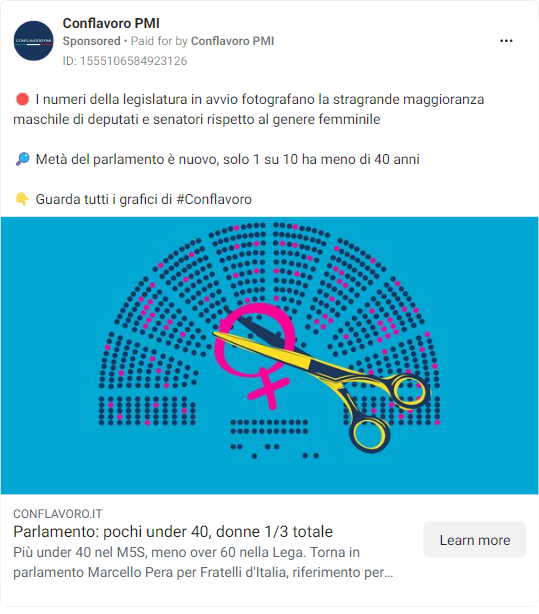 CONFLAVORO PMI
Conflavoro PMI
Sponsored • Paid for by Conflavoro PMI
ID: 1555106584923126
I numeri della legislatura in avvio fotografano la stragrande maggioranza
maschile di deputati e senatori rispetto al genere femminile
Metà del parlamento è nuovo, solo 1 su 10 ha meno di 40 anni
Guarda tutti i grafici di #Conflavoro
CONFLAVORO.IT
Parlamento: pochi under 40, donne 1/3 totale
Più under 40 nel M5S, meno over 60 nella Lega. Torna in
parlamento Marcello Pera per Fratelli d'Italia, riferimento per...
Learn more